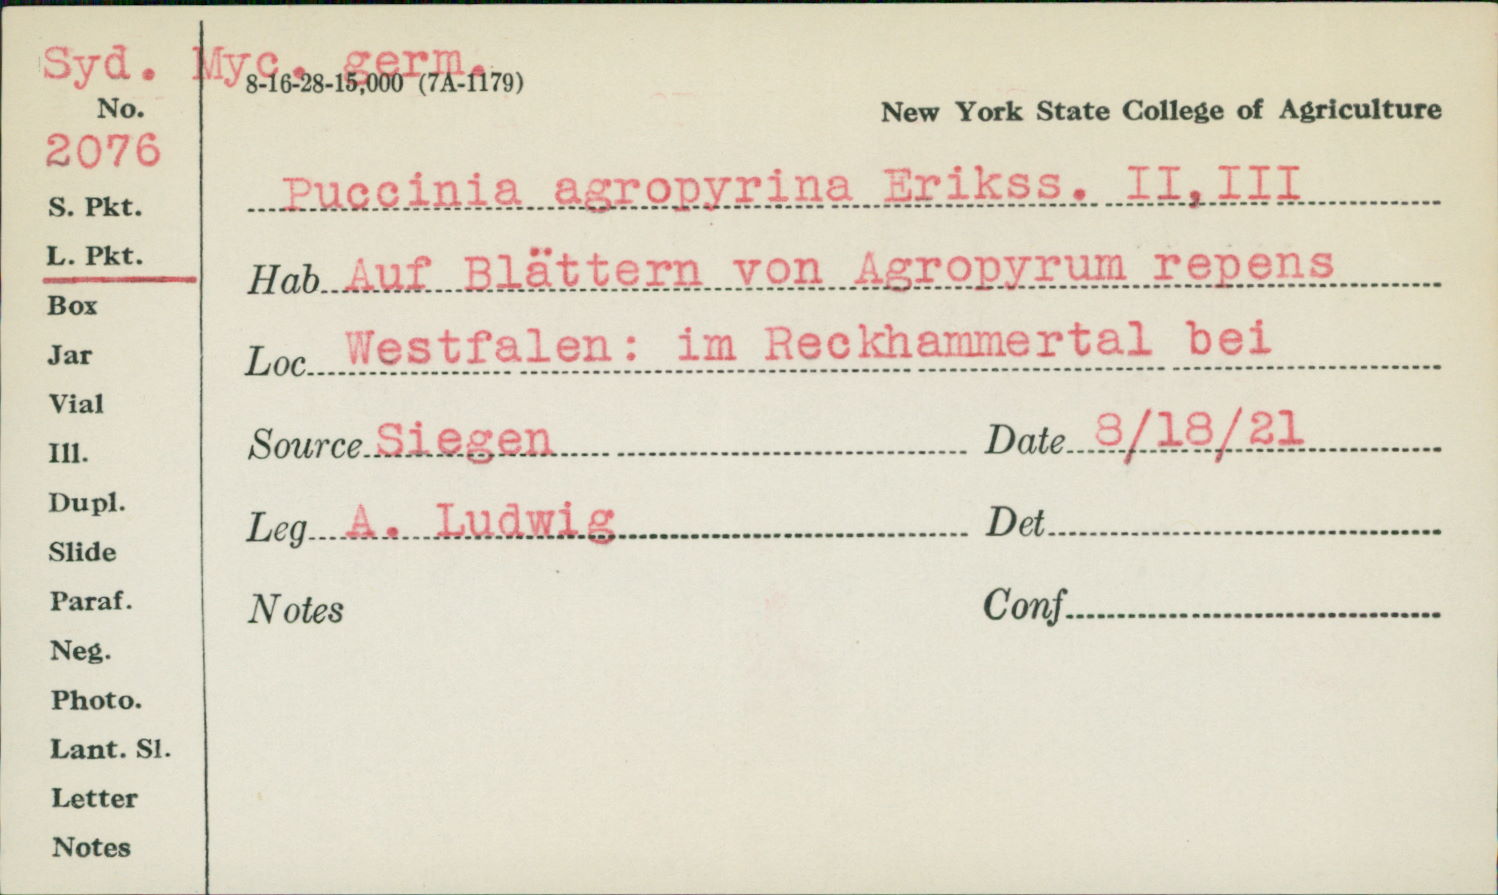 Syd. Myc. germ.
8-16-28-15,000 (7A-1179)
No.
New York State College of Agriculture
2076
Puccinia agropyrina Erikss. II,III
S. Pkt.
L. Pkt.
Hab. Auf Blättern von Agropyrum repens
Box
Jar
Loc. Westfalen: im Reckhammertal bei
Vial
Source Siegen Date 8/18/21
Ill.
Dupl.
Leg. A. Ludwig Det.
Slide
Paraf.
Notes Conf.
Neg.
Photo.
Lant. Sl.
Letter
Notes